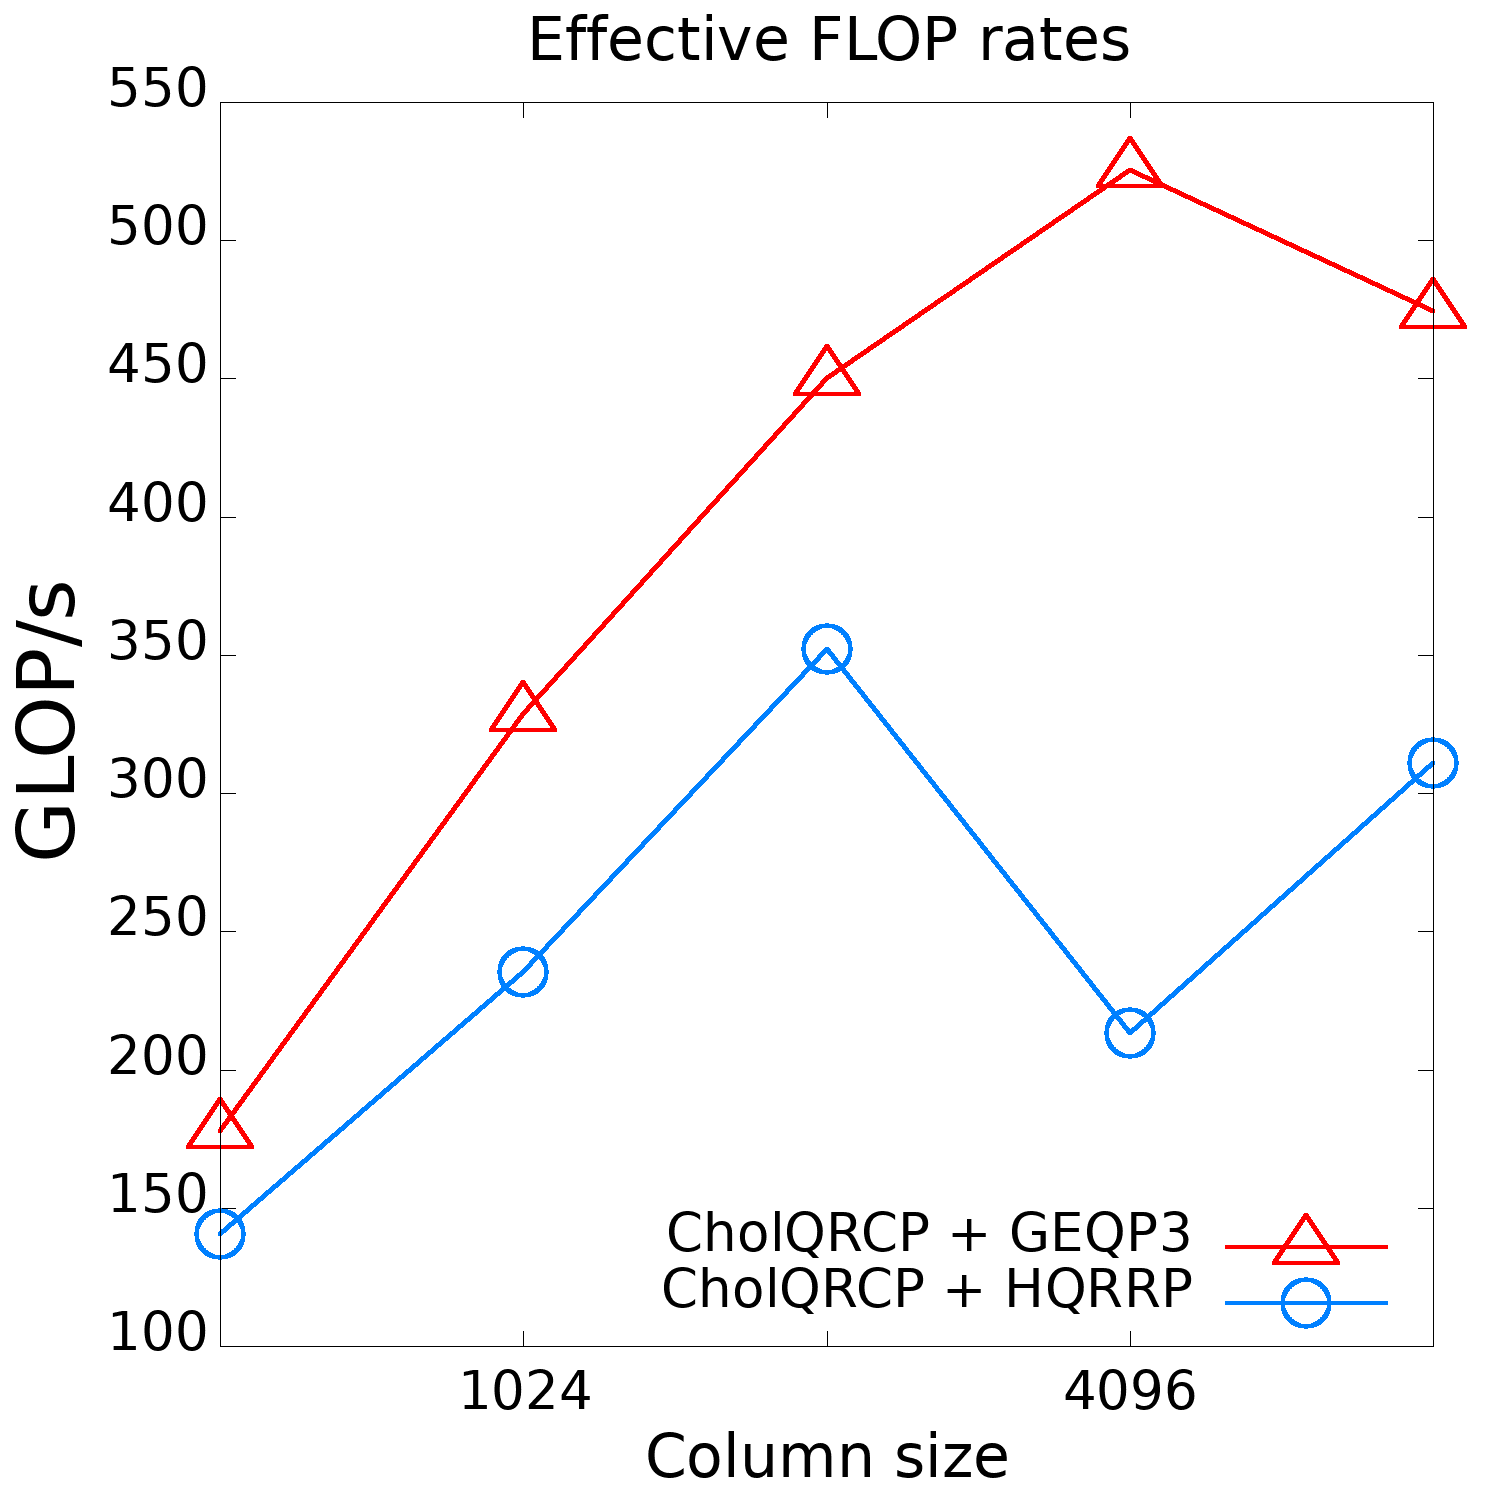 Effective FLOP rates
550
500
450
400
350
300
250
200
150
100
GLOP/s
CholQRCP + GEQP3
CholQRCP + HQRRP
1024 4096
Column size